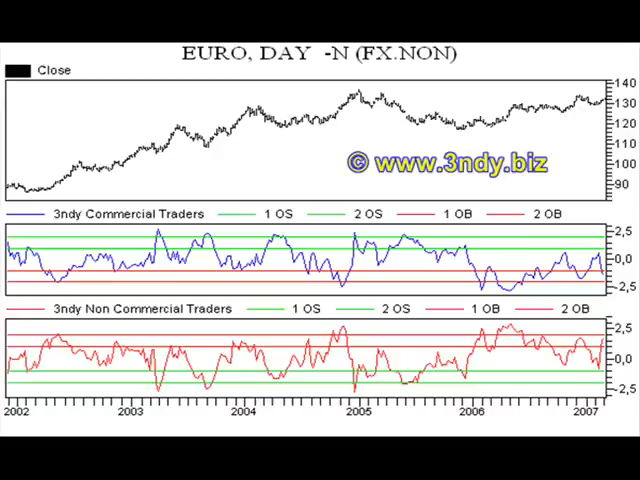 EURO, DAY -N (FX.NON)
Close
140
130
120
110
100
90
© www.3ndy.biz
3ndy Commercial Traders 1 OS 2 OS 1 OB 2 OB
2,5
0,0
-2,5
3ndy Non Commercial Traders 1 OS 2 OS 1 OB 2 OB
2,5
0,0
-2,5
2002 2003 2004 2005 2006 2007